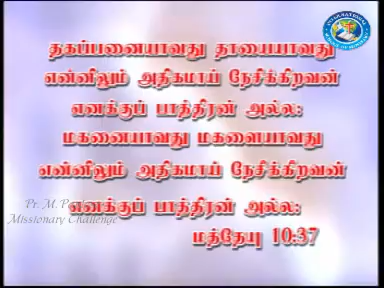 தகப்பனையாவது தாயையாவது
என்னிலும் அதிகமாய் நேசிக்கிறவன்
எனக்குப் பாத்திரன் அல்ல:
மகனையாவது மகளையாவது
என்னிலும் அதிகமாய் நேசிக்கிறவன்
எனக்குப் பாத்திரன் அல்ல:
மத்தேயு 10:37
Pr. M.
Missionary Challenge